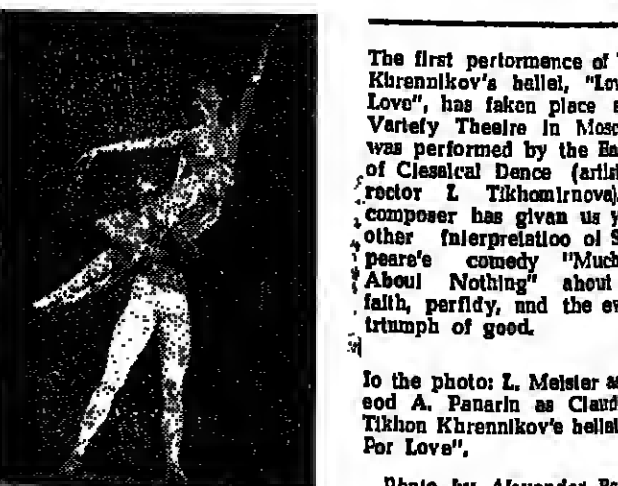 The first performance of
Khrennikov's ballet, "Lov
Love", has taken place a
Variety Theatre in Mosc
was performed by the En
of Classical Dance (artis
rector I. Tikhomirnova).
composer has given us y
other interpretation of S
peare's comedy "Much
About Nothing" about
faith, perfidy, and the ev
triumph of good.
In the photo: L. Meister as
and A. Panarin as Claud
Tikhon Khrennikov's ballet
For Love".
Photo by Alexander